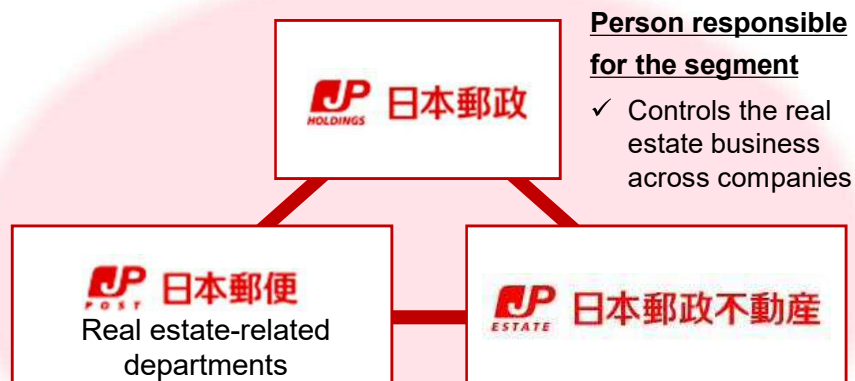 Person responsible
for the segment
✓ Controls the real
estate business
across companies
JP 日本郵政
HOLDINGS
JP 日本郵便
POST
Real estate-related
departments
JP 日本郵政不動産
ESTATE